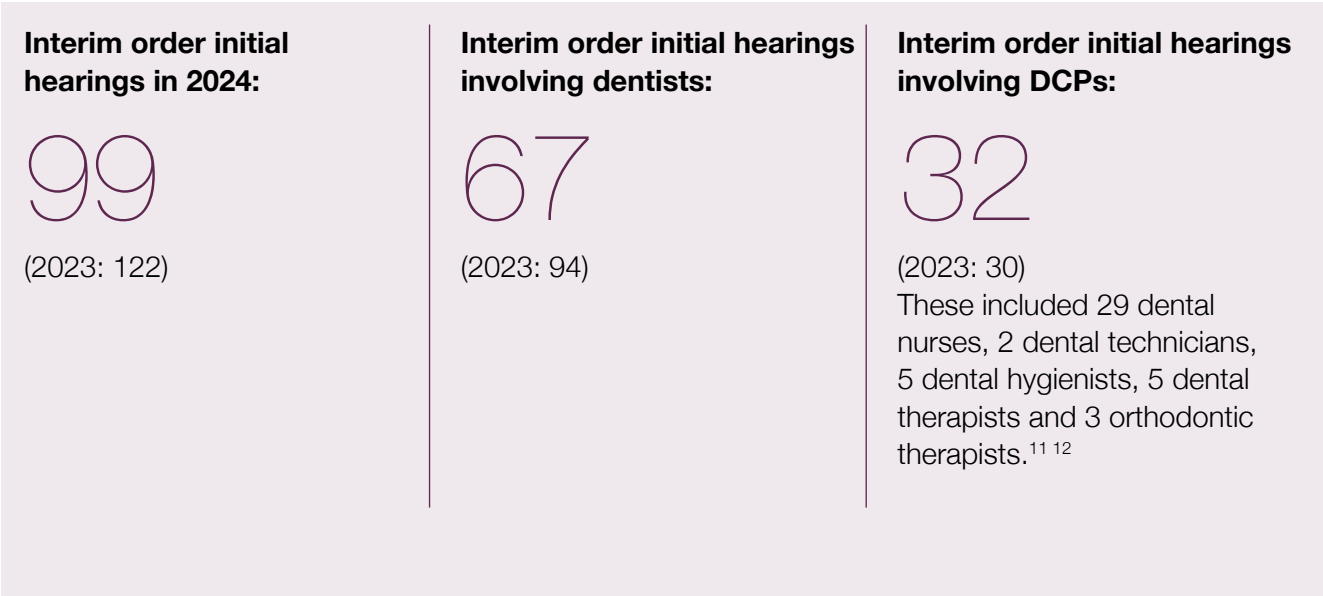 Interim order initial
hearings in 2024:
99
(2023: 122)
Interim order initial hearings
involving dentists:
67
(2023: 94)
Interim order initial hearings
involving DCPs:
32
(2023: 30)
These included 29 dental
nurses, 2 dental technicians,
5 dental hygienists, 5 dental
therapists and 3 orthodontic
therapists.11 12